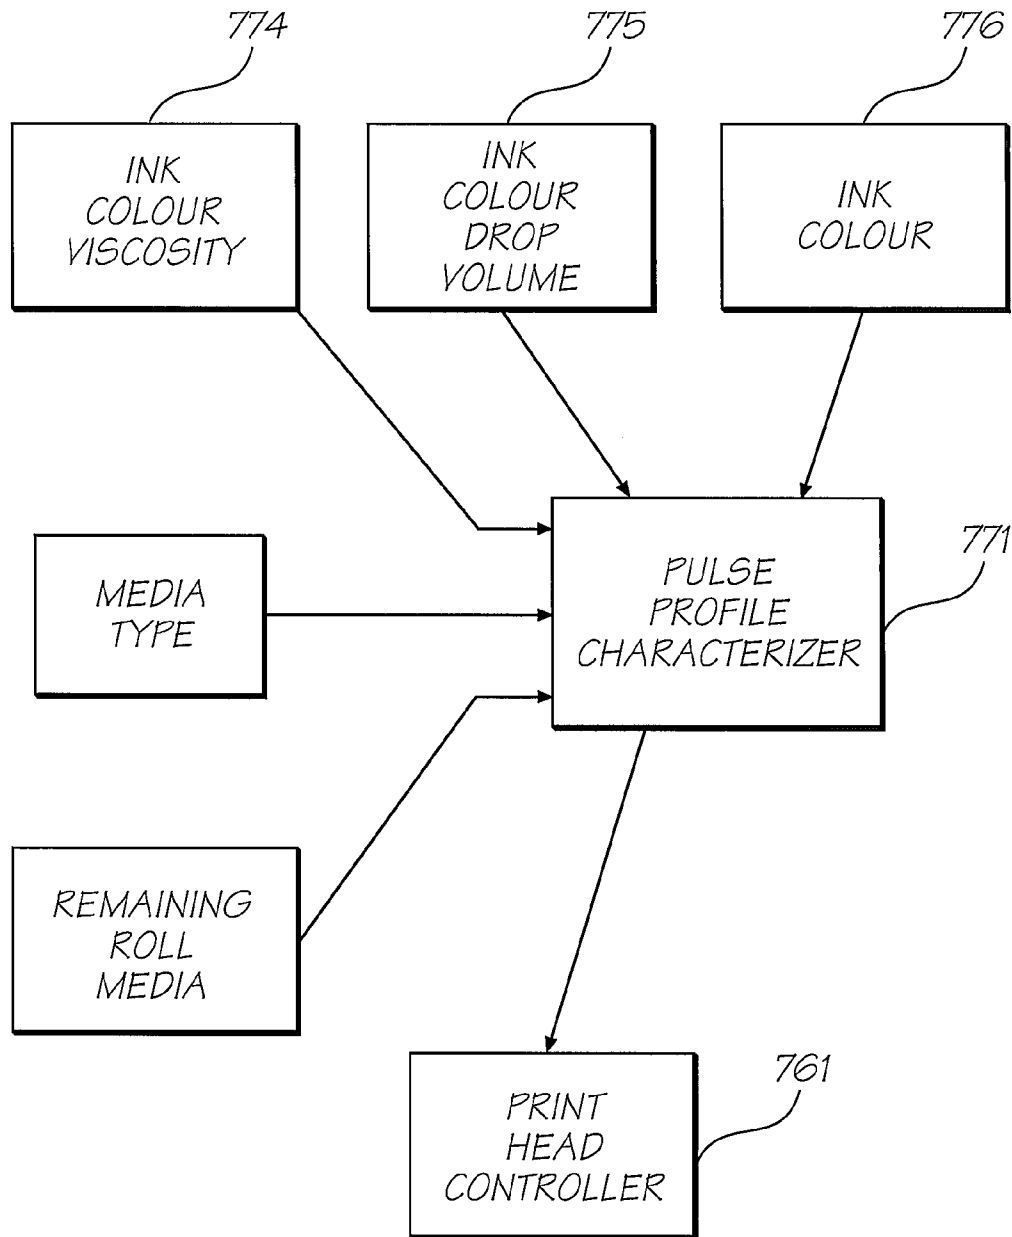 774
775
776
INK
COLOUR
VISCOSITY
INK
COLOUR
DROP
VOLUME
INK
COLOUR
771
MEDIA
TYPE
PULSE
PROFILE
CHARACTERIZER
REMAINING
ROLL
MEDIA
761
PRINT
HEAD
CONTROLLER